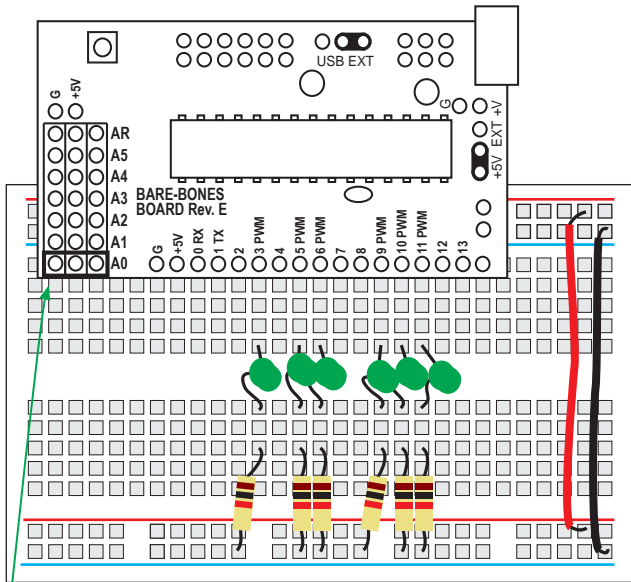 USB EXT
G
+5V
G
+V
EXT
+5V
AR
A5
A4
A3
A2
A1
A0
BARE-BONES
BOARD Rev. E
G
+5V
0 RX
1 TX
2
3 PWM
4
5 PWM
6 PWM
7
8
9 PWM
10 PWM
11 PWM
12
13